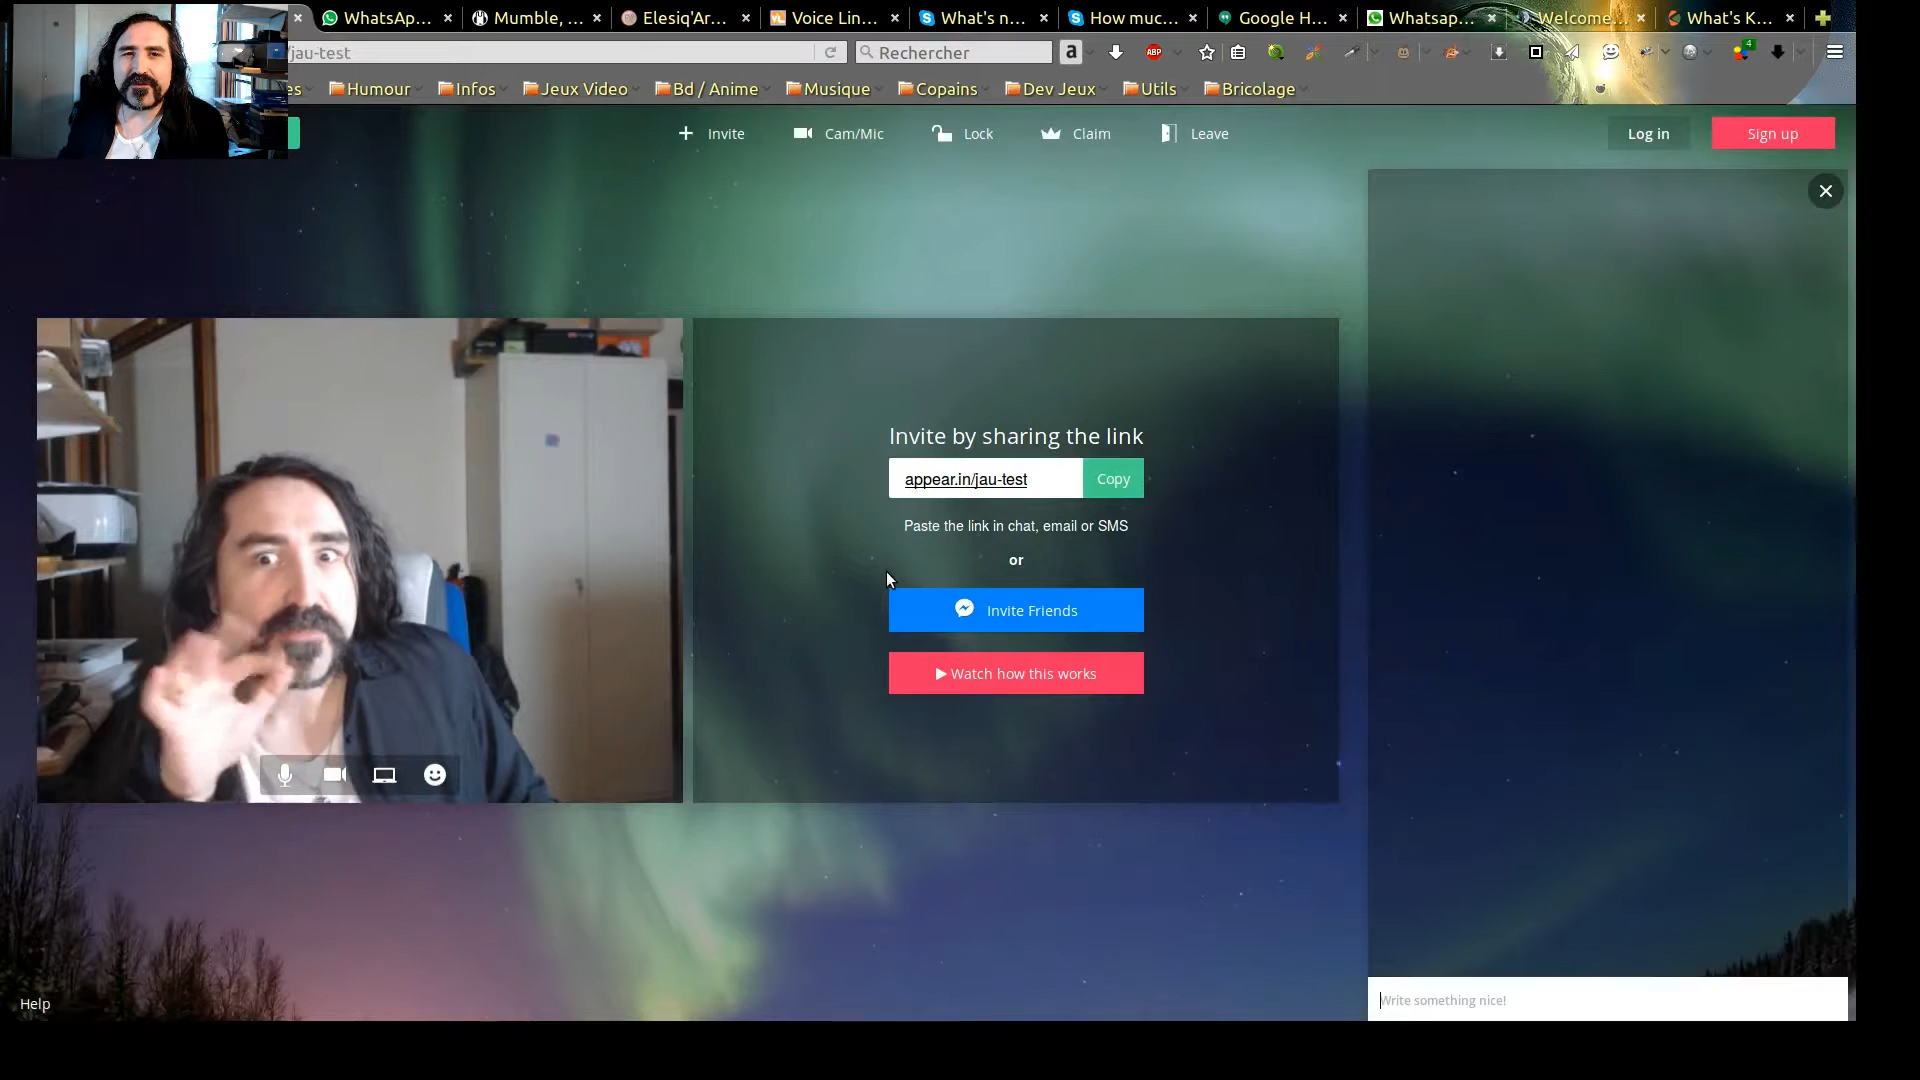 WhatsAp...
Mumble, ...
Elesiq'Ar...
Voice Lin...
What's n...
How muc...
Google H...
Whatsap...
Welcome...
What's K...
/jau-test
Rechercher
a
ABP
4
es
Humour
Infos
Jeux Video
Bd / Anime
Musique
Copains
Dev Jeux
Utils
Bricolage
Invite
Cam/Mic
Lock
Claim
Leave
Log in
Sign up
Invite by sharing the link
appear.in/jau-test
Copy
Paste the link in chat, email or SMS
or
Invite Friends
Watch how this works
Help
Write something nice!